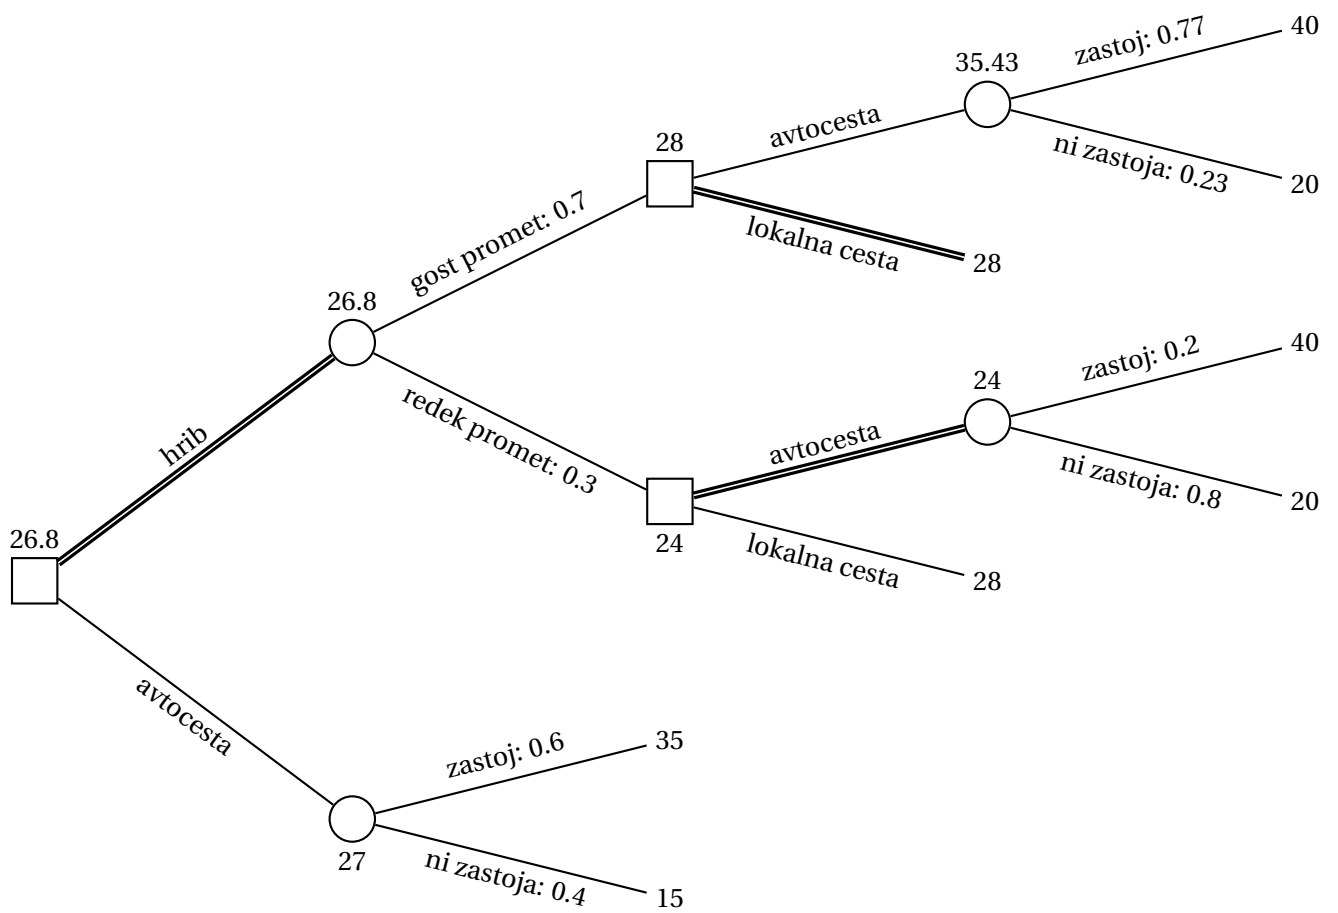 zastoj: 0.77
40
35.43
avtocesta
28
ni zastoja: 0.23
20
gost promet: 0.7
lokalna cesta
28
26.8
zastoj: 0.2
40
24
redek promet: 0.3
avtocesta
hrib
ni zastoja: 0.8
20
24
lokalna cesta
28
26.8
avtocesta
zastoj: 0.6
35
27
ni zastoja: 0.4
15